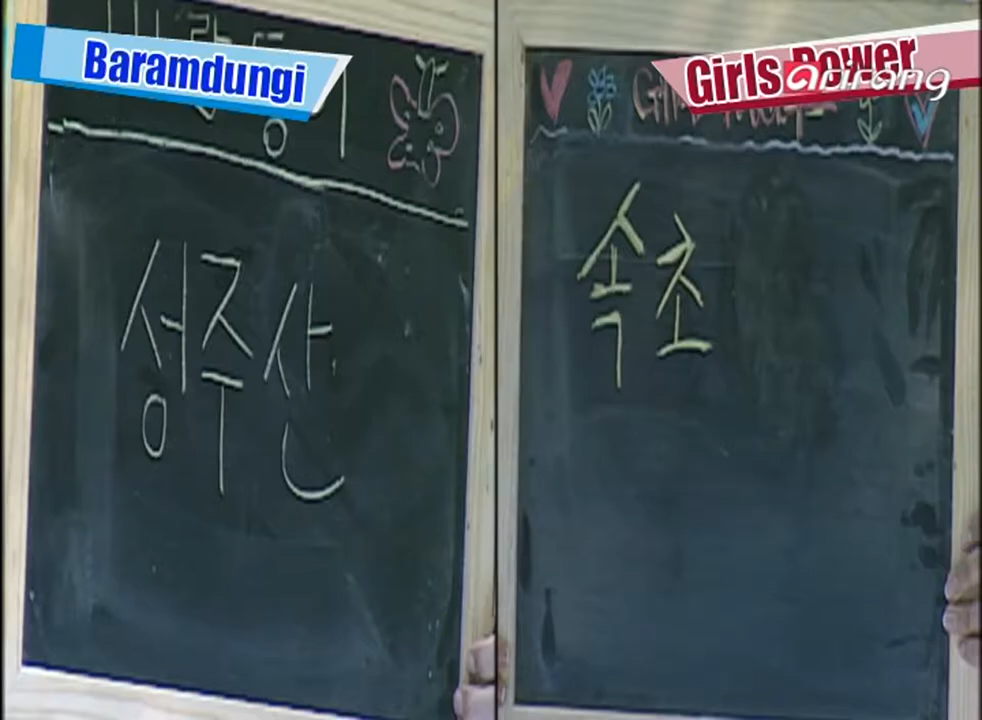 Baramdungi
Girls Power
arirang
성주산
속초